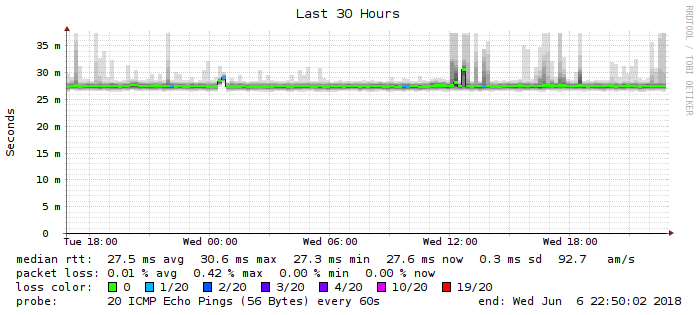 Last 30 Hours
RRDTOOL / TOBI OETIKER
Seconds
35 m
30 m
25 m
20 m
15 m
10 m
5 m
0
Tue 18:00 Wed 00:00 Wed 06:00 Wed 12:00 Wed 18:00
median rtt: 27.5 ms avg 30.6 ms max 27.3 ms min 27.6 ms now 0.3 ms sd 92.7 am/s
packet loss: 0.01 % avg 0.42 % max 0.00 % min 0.00 % now
loss color: 0 1/20 2/20 3/20 4/20 10/20 19/20
probe: 20 ICMP Echo Pings (56 Bytes) every 60s end: Wed Jun 6 22:50:02 2018